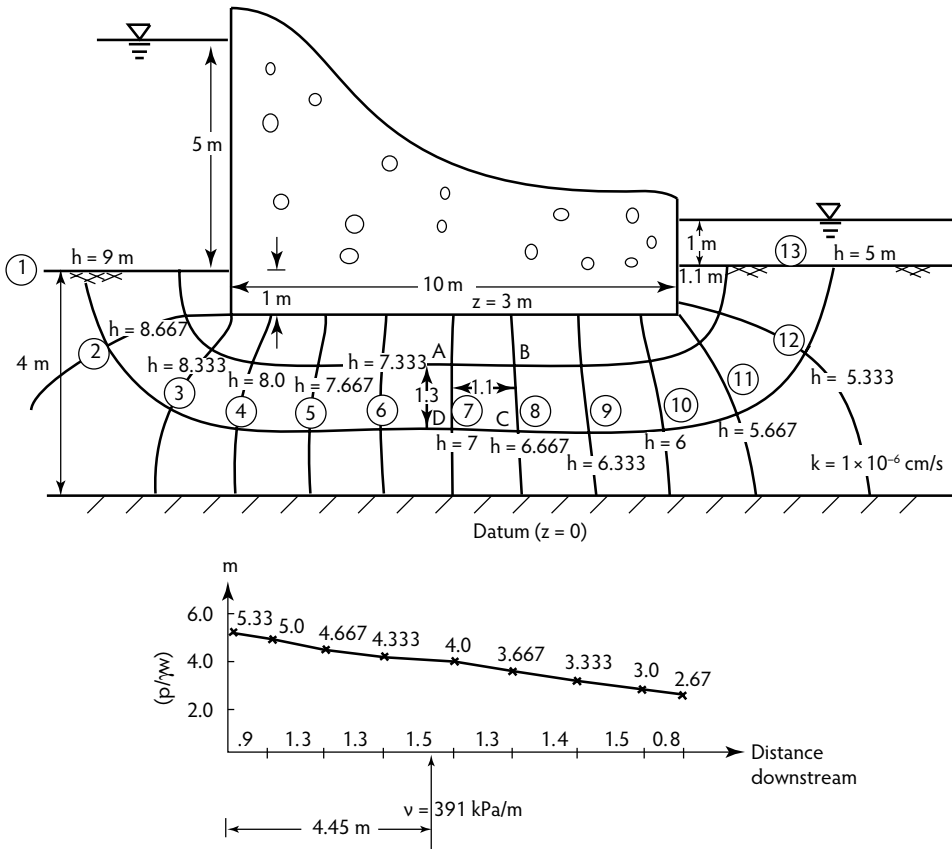 5 m
1 m
13
h = 5 m
1
h = 9 m
10 m
1.1 m
1 m
z = 3 m
4 m
h = 8.667
2
h = 8.333
3
h = 8.0
h = 7.667
h = 7.333
A
B
12
h = 5.333
1.3
1.1
4
5
6
D
7
C
8
9
10
11
h = 7
h = 6.667
h = 6.333
h = 6
h = 5.667
k = 1 × 10⁻⁶ cm/s
Datum (z = 0)
m
(p/γw)
6.0
4.0
2.0
5.33
5.0
4.667
4.333
4.0
3.667
3.333
3.0
2.67
.9
1.3
1.3
1.5
1.3
1.4
1.5
0.8
Distance
downstream
ν = 391 kPa/m
4.45 m